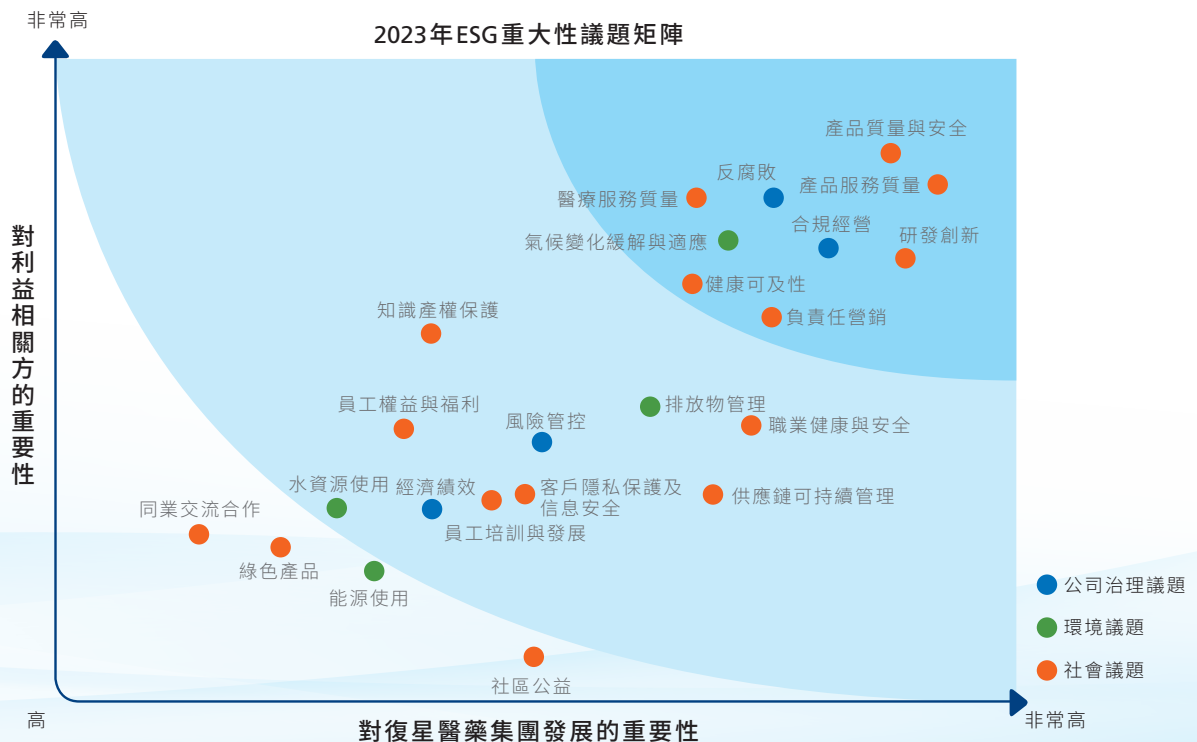 非常高
2023年ESG重大性議題矩陣
產品質量與安全
反腐敗
產品服務質量
醫療服務質量
合規經營
研發創新
氣候變化緩解與適應
健康可及性
負責任營銷
知識產權保護
對利益相關方的重要性
員工權益與福利
排放物管理
風險管控
職業健康與安全
水資源使用
經濟績效
客戶隱私保護及
信息安全
供應鏈可持續管理
同業交流合作
員工培訓與發展
綠色產品
能源使用
公司治理議題
環境議題
社會議題
社區公益
高
對復星醫藥集團發展的重要性
非常高